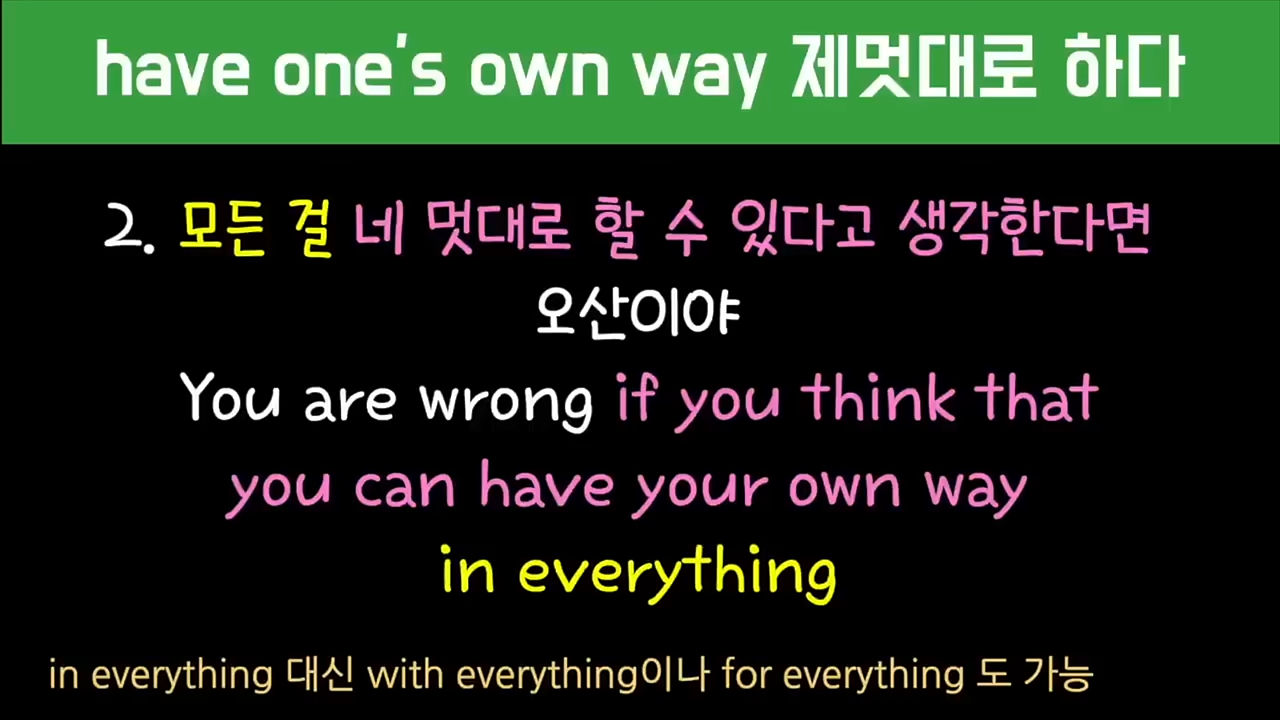 have one's own way 제멋대로 하다
2. 모든 걸 네 멋대로 할 수 있다고 생각한다면
오산이야
You are wrong if you think that
you can have your own way
in everything
in everything 대신 with everything이나 for everything 도 가능